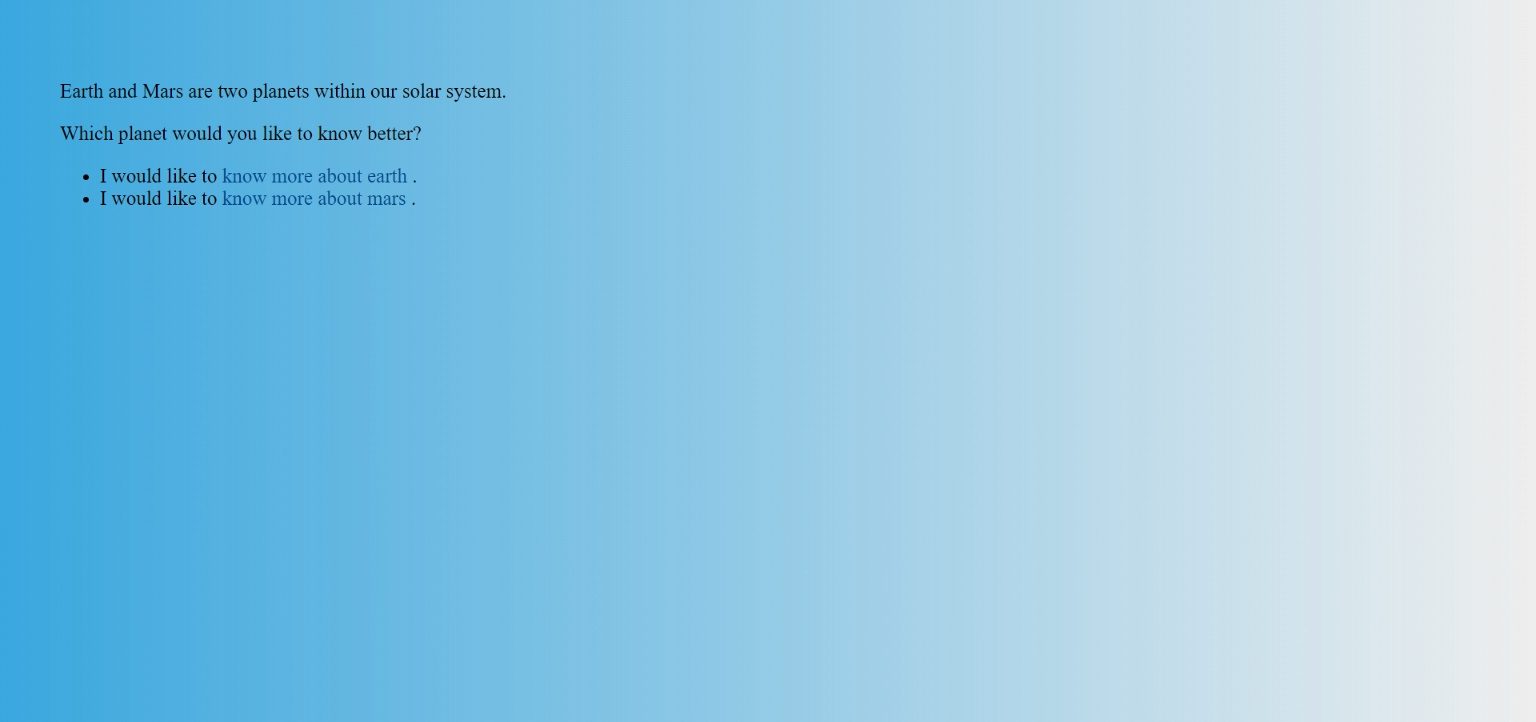 Earth and Mars are two planets within our solar system.
Which planet would you like to know better?
• I would like to know more about earth .
• I would like to know more about mars .